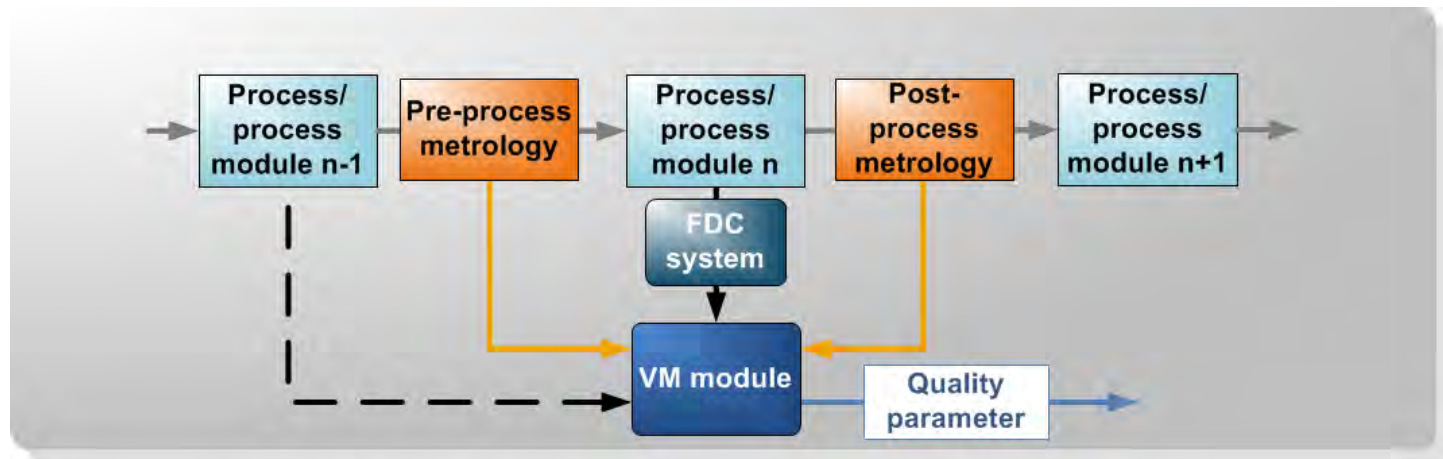 Process/
process
module n-1
Pre-process
metrology
Process/
process
module n
Post-
process
metrology
Process/
process
module n+1
FDC
system
VM module
Quality
parameter